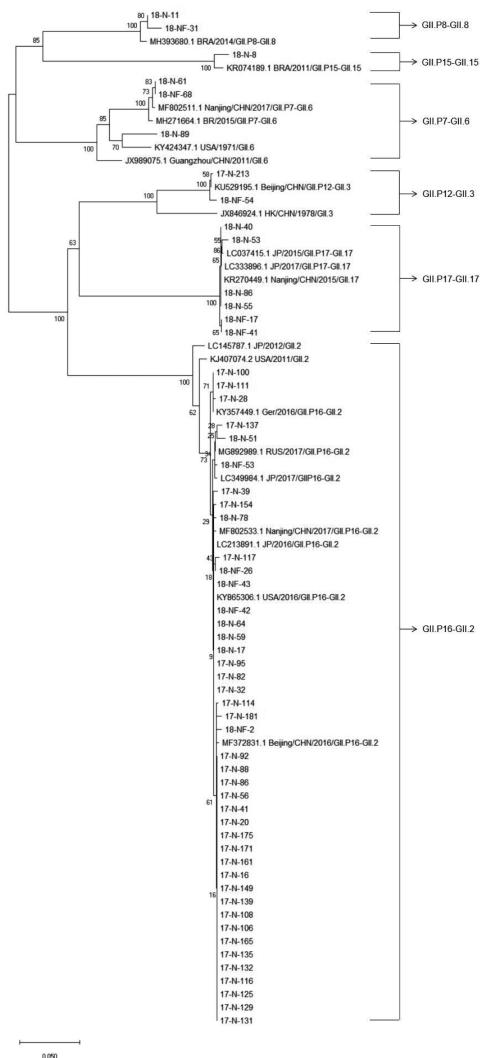 80
18-N-11
100
18-NF-31
MH393680.1 BRA/2014/GII.P8-GII.8
GII.P8-GII.8
85
18-N-8
100
KR074189.1 BRA/2011/GII.P15-GII.15
GII.P15-GII.15
83
18-N-61
73
18-NF-68
MF802511.1 Nanjing/CHN/2017/GII.P7-GII.6
100
MH271664.1 BR/2015/GII.P7-GII.6
GII.P7-GII.6
85
18-N-89
70
KY424347.1 USA/1971/GII.6
100
JX989075.1 Guangzhou/CHN/2011/GII.6
58
17-N-213
KU529195.1 Beijing/CHN/GII.P12-GII.3
100
18-NF-54
GII.P12-GII.3
100
JX846924.1 HK/CHN/1978/GII.3
18-N-40
55
18-N-53
63
86
LC037415.1 JP/2015/GII.P17-GII.17
65
LC333896.1 JP/2017/GII.P17-GII.17
KR270449.1 Nanjing/CHN/2015/GII.17
GII.P17-GII.17
18-N-86
100
18-N-55
100
18-NF-17
65
18-NF-41
LC145787.1 JP/2012/GII.2
KJ407074.2 USA/2011/GII.2
17-N-100
100
71
17-N-111
17-N-28
62
KY357449.1 Ger/2016/GII.P16-GII.2
28
17-N-137
25
18-N-51
MG892989.1 RUS/2017/GII.P16-GII.2
73
18-NF-53
LC349984.1 JP/2017/GIIP16-GII.2
17-N-39
17-N-154
18-N-78
29
MF802533.1 Nanjing/CHN/2017/GII.P16-GII.2
LC213891.1 JP/2016/GII.P16-GII.2
43
17-N-117
18-NF-26
18
18-NF-43
KY865306.1 USA/2016/GII.P16-GII.2
18-NF-42
18-N-64
GII.P16-GII.2
18-N-59
18-N-17
9
17-N-95
17-N-82
17-N-32
17-N-114
17-N-181
18-NF-2
MF372831.1 Beijing/CHN/2016/GII.P16-GII.2
17-N-92
17-N-88
17-N-86
17-N-56
61
17-N-41
17-N-20
17-N-175
17-N-171
17-N-161
17-N-16
17-N-149
16
17-N-139
17-N-108
17-N-106
17-N-165
17-N-135
17-N-132
17-N-116
17-N-125
17-N-129
17-N-131
0.050